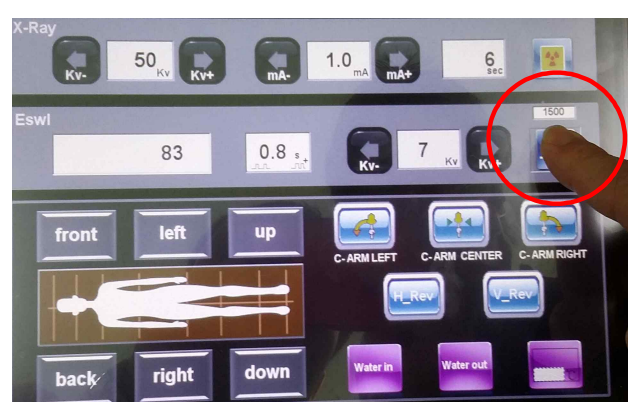 X-Ray
50 Kv
1.0 mA
6 sec
Kv-
Kv+
mA-
mA+
Eswl
1500
83
0.8 s
7 Kv
Kv-
Kv+
front
left
up
C-ARM LEFT
C-ARM CENTER
C-ARM RIGHT
H_Rev
V_Rev
back
right
down
Water in
Water out